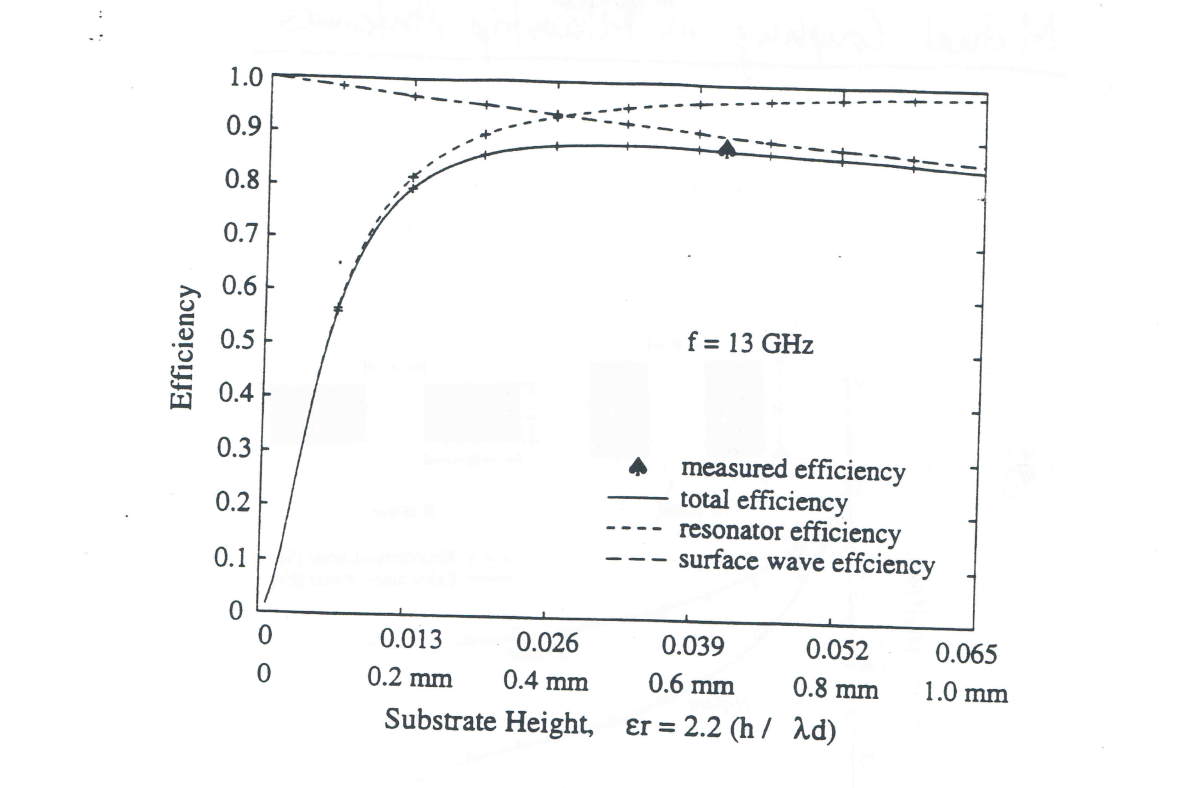 1.0
0.9
0.8
0.7
0.6
0.5
0.4
0.3
0.2
0.1
0
Efficiency
f = 13 GHz
measured efficiency
total efficiency
resonator efficiency
surface wave effciency
0 0.013 0.026 0.039 0.052 0.065
0 0.2 mm 0.4 mm 0.6 mm 0.8 mm 1.0 mm
Substrate Height, εr = 2.2 (h / λd)